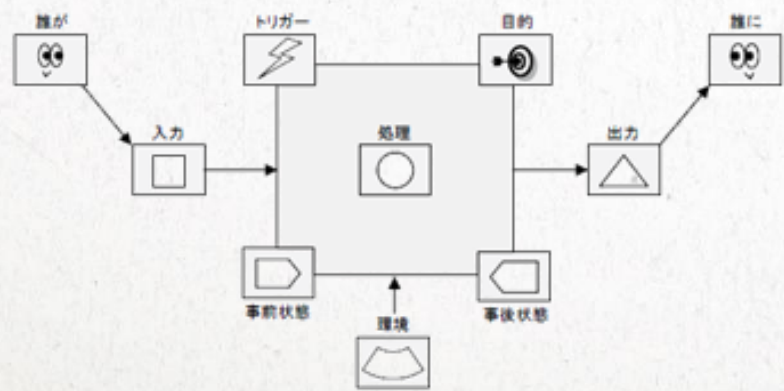 誰が
トリガー
目的
誰に
入力
処理
出力
事前状態
環境
事後状態